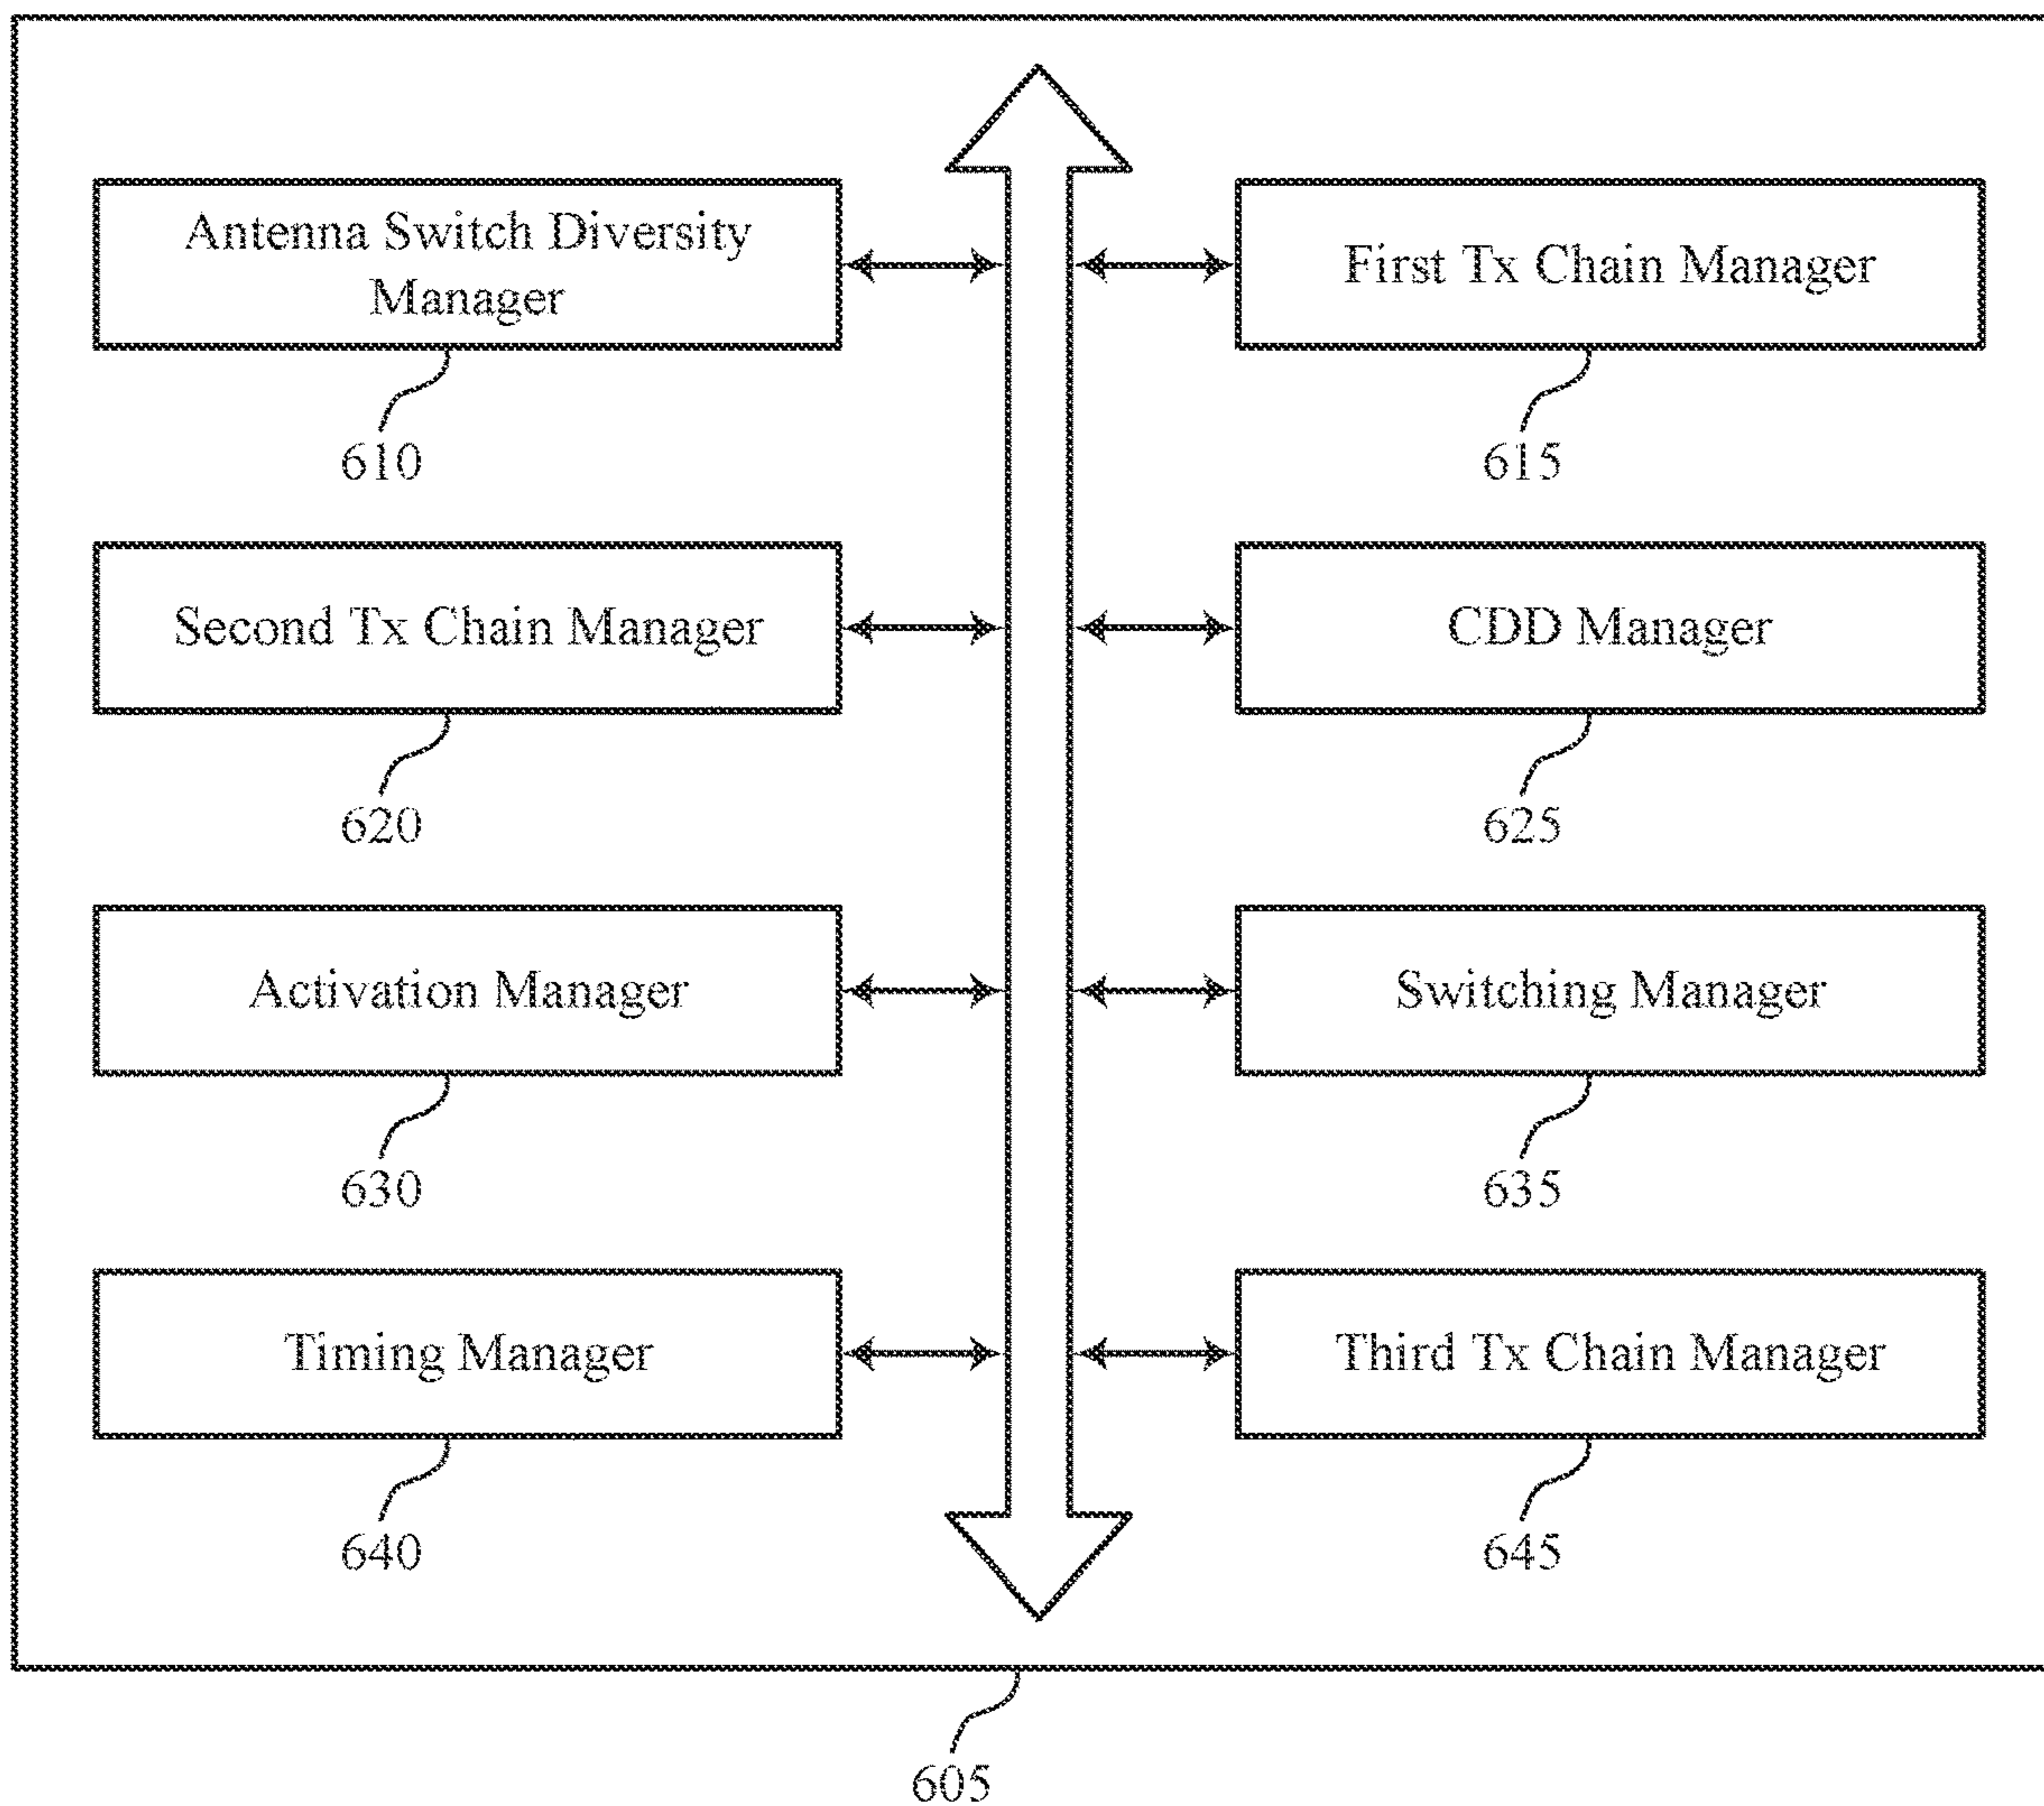 Antenna Switch Diversity
Manager
610
First Tx Chain Manager
615
Second Tx Chain Manager
620
CDD Manager
625
Activation Manager
630
Switching Manager
635
Timing Manager
640
Third Tx Chain Manager
645
605